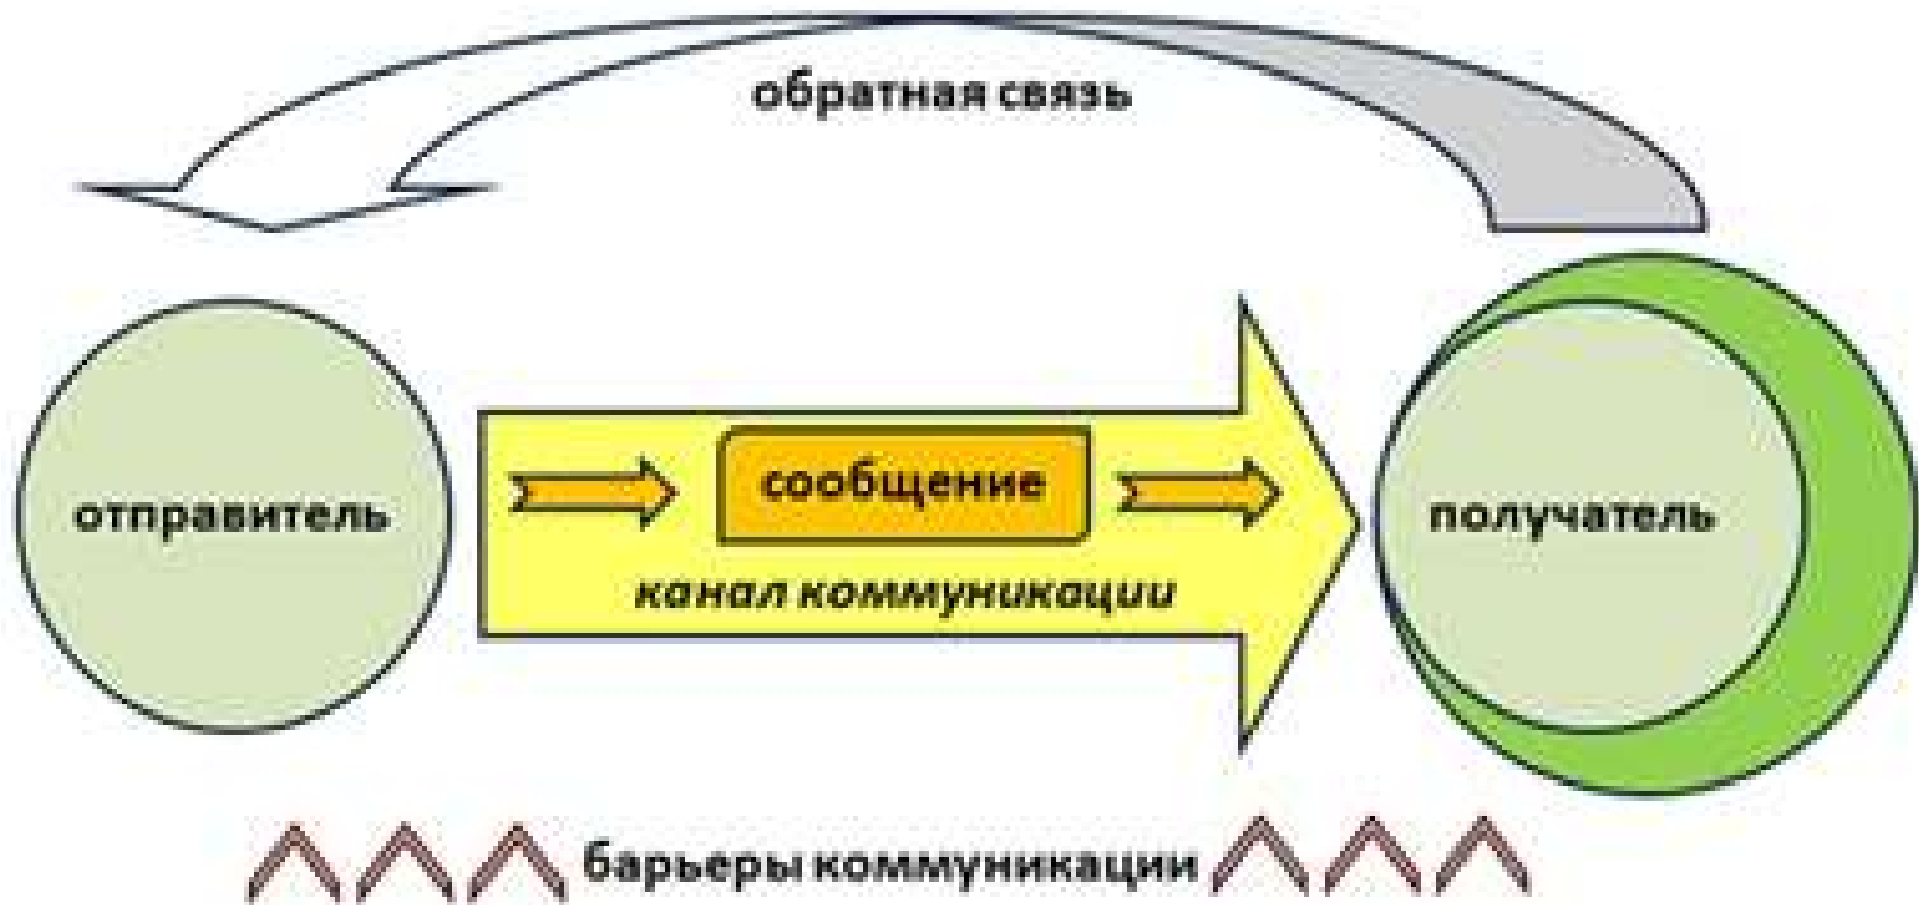 обратная связь
отправитель
сообщение
канал коммуникации
получатель
барьеры коммуникации